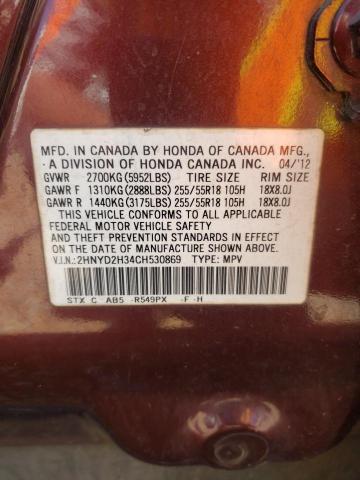 MFD. IN CANADA BY HONDA OF CANADA MFG.,
· A DIVISION OF HONDA CANADA INC. 04/'12
GVWR 2700KG (5952LBS) TIRE SIZE RIM SIZE
GAWR F 1310KG (2888LBS) 255/55R18 105H 18X8.0J
GAWR R 1440KG (3175LBS) 255/55R18 105H 18X8.0J
THIS VEHICLE CONFORMS TO ALL APPLICABLE
FEDERAL MOTOR VEHICLE SAFETY
AND THEFT PREVENTION STANDARDS IN EFFECT
ON THE DATE OF MANUFACTURE SHOWN ABOVE.
V.I.N.:2HNYD2H34CH530869 TYPE: MPV
STX C AB5 -R549PX -F -H